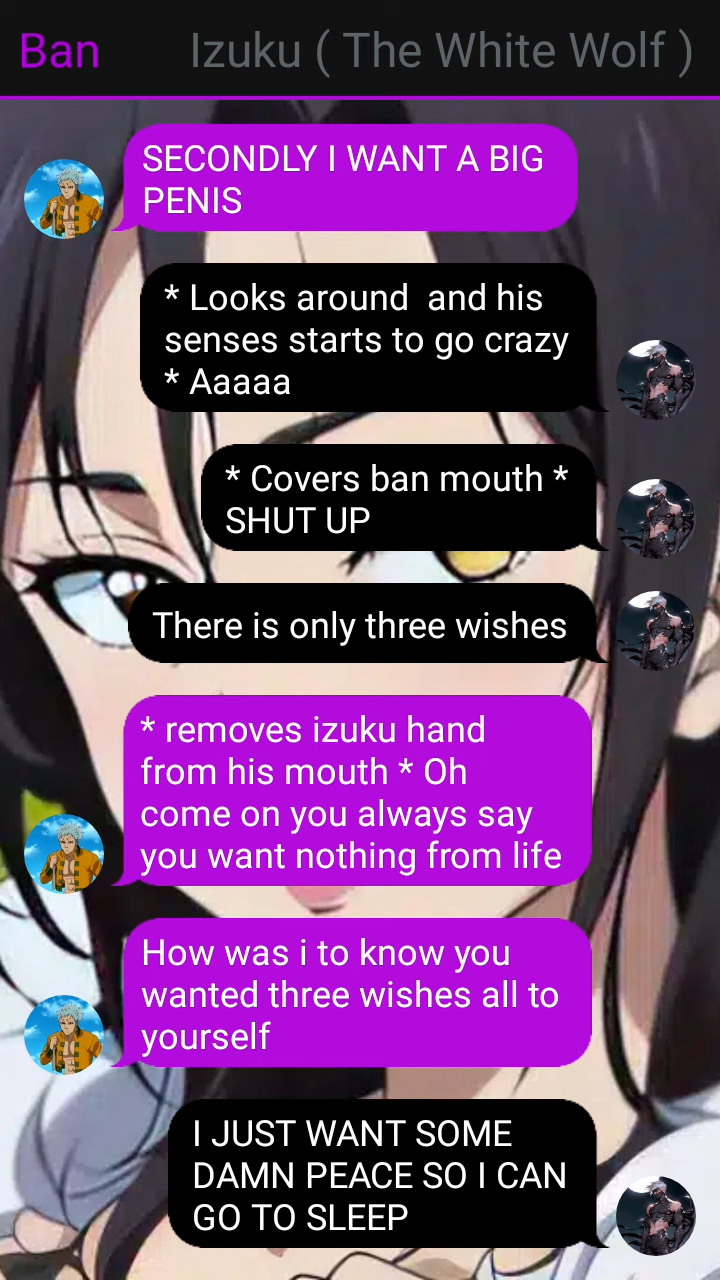 Ban Izuku ( The White Wolf )
SECONDLY I WANT A BIG
PENIS
* Looks around  and his
senses starts to go crazy
* Aaaaa
* Covers ban mouth *
SHUT UP
There is only three wishes
* removes izuku hand
from his mouth * Oh
come on you always say
you want nothing from life
How was i to know you
wanted three wishes all to
yourself
I JUST WANT SOME
DAMN PEACE SO I CAN
GO TO SLEEP